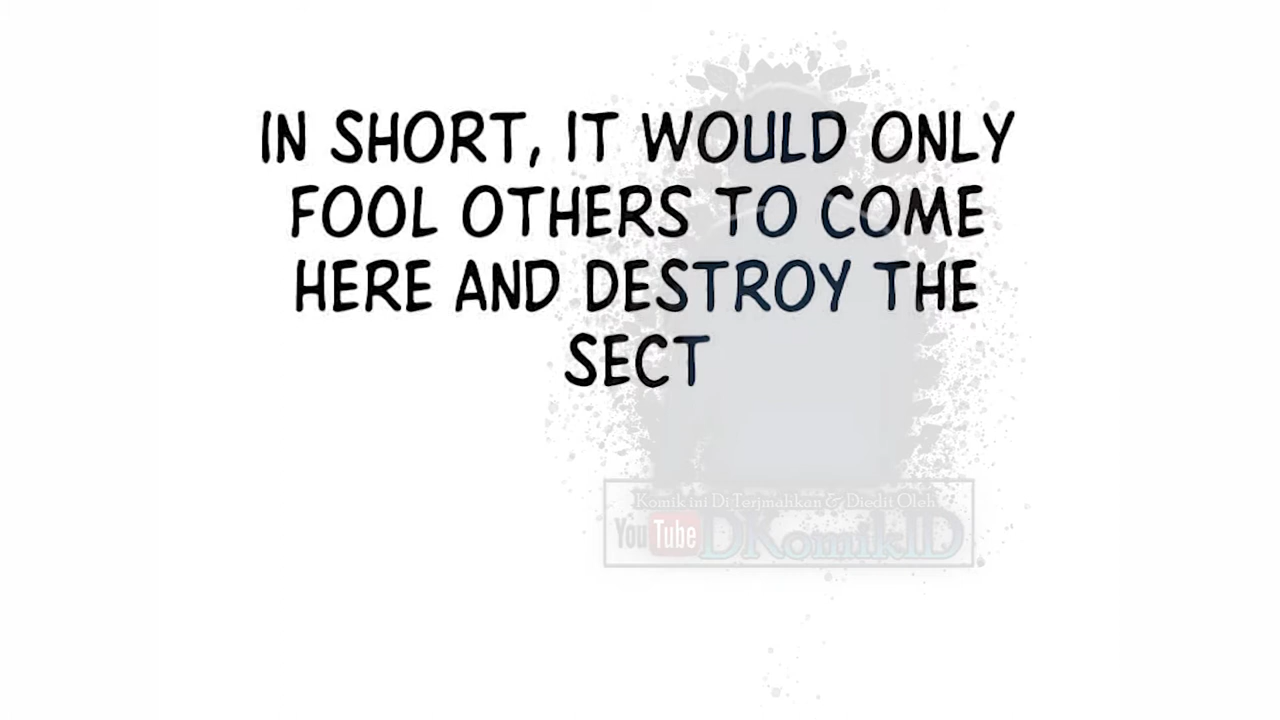 IN SHORT, IT WOULD ONLY
FOOL OTHERS TO COME
HERE AND DESTROY THE
SECT
Komik ini Di Terjmahkan & Diedit Oleh
YouTube DKomikID